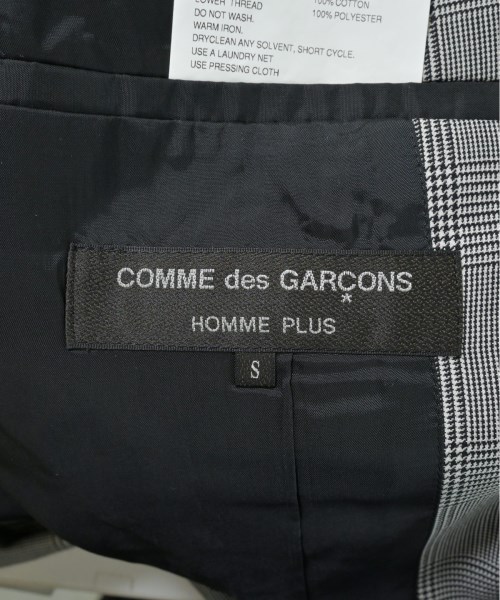 LOWER THREAD 100% COTTON
DO NOT WASH. 100% POLYESTER
WARM IRON.
DRYCLEAN ANY SOLVENT, SHORT CYCLE.
USE A LAUNDRY NET
USE PRESSING CLOTH
COMME des GARÇONS
*
HOMME PLUS
S